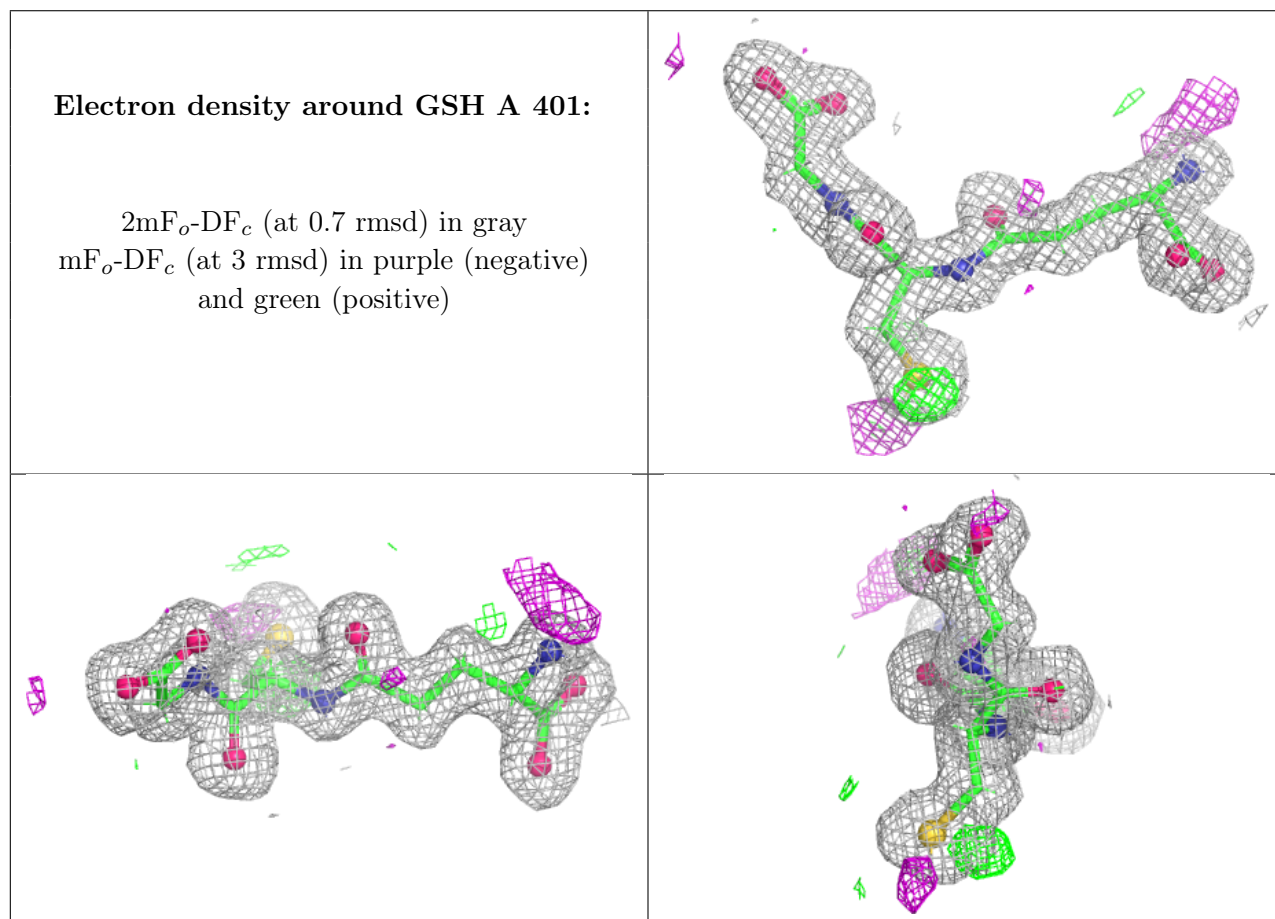 Electron density around GSH A 401:
2mFo-DFc (at 0.7 rmsd) in gray
mFo-DFc (at 3 rmsd) in purple (negative)
and green (positive)